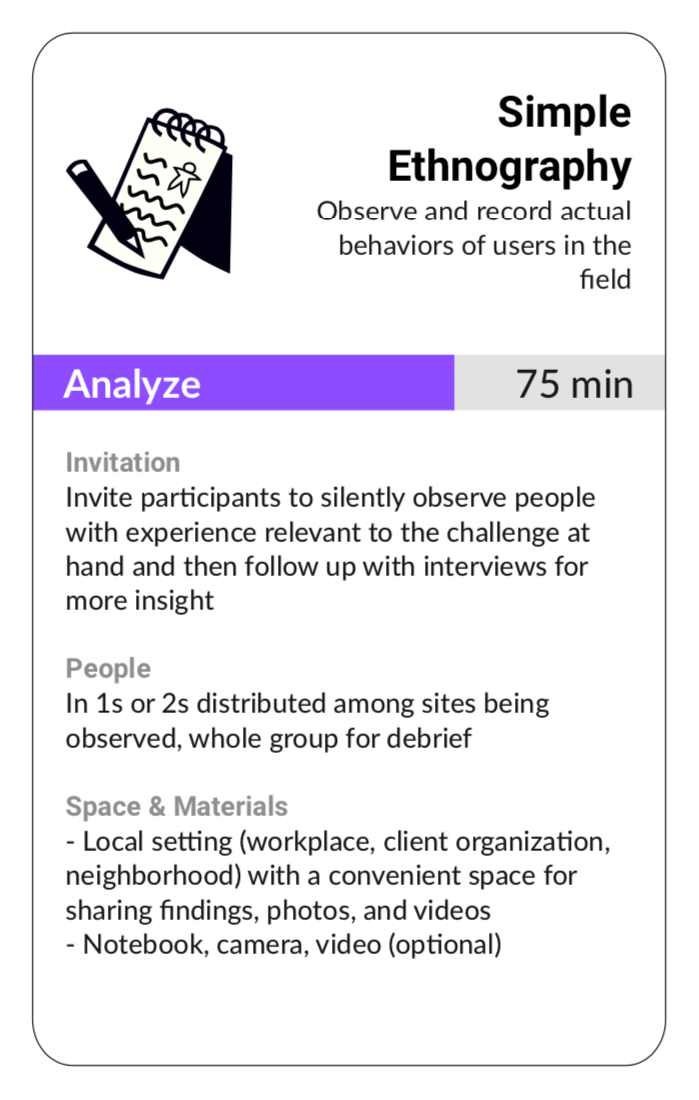 Simple
Ethnography
Observe and record actual
behaviors of users in the
field
Analyze
75 min
Invitation
Invite participants to silently observe people
with experience relevant to the challenge at
hand and then follow up with interviews for
more insight
People
In 1s or 2s distributed among sites being
observed, whole group for debrief
Space & Materials
- Local setting (workplace, client organization,
neighborhood) with a convenient space for
sharing findings, photos, and videos
- Notebook, camera, video (optional)